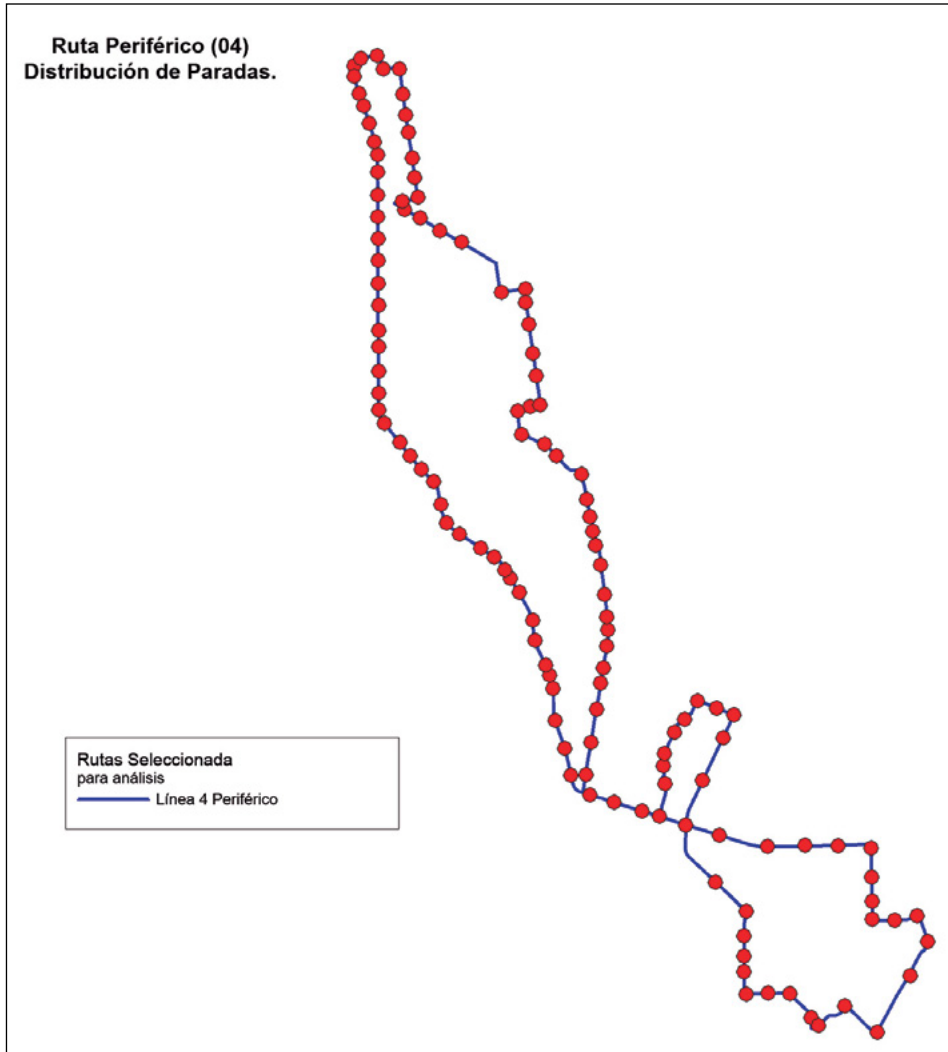 Ruta Periférico (04)
Distribución de Paradas.
Rutas Seleccionada
para análisis
Línea 4 Periférico